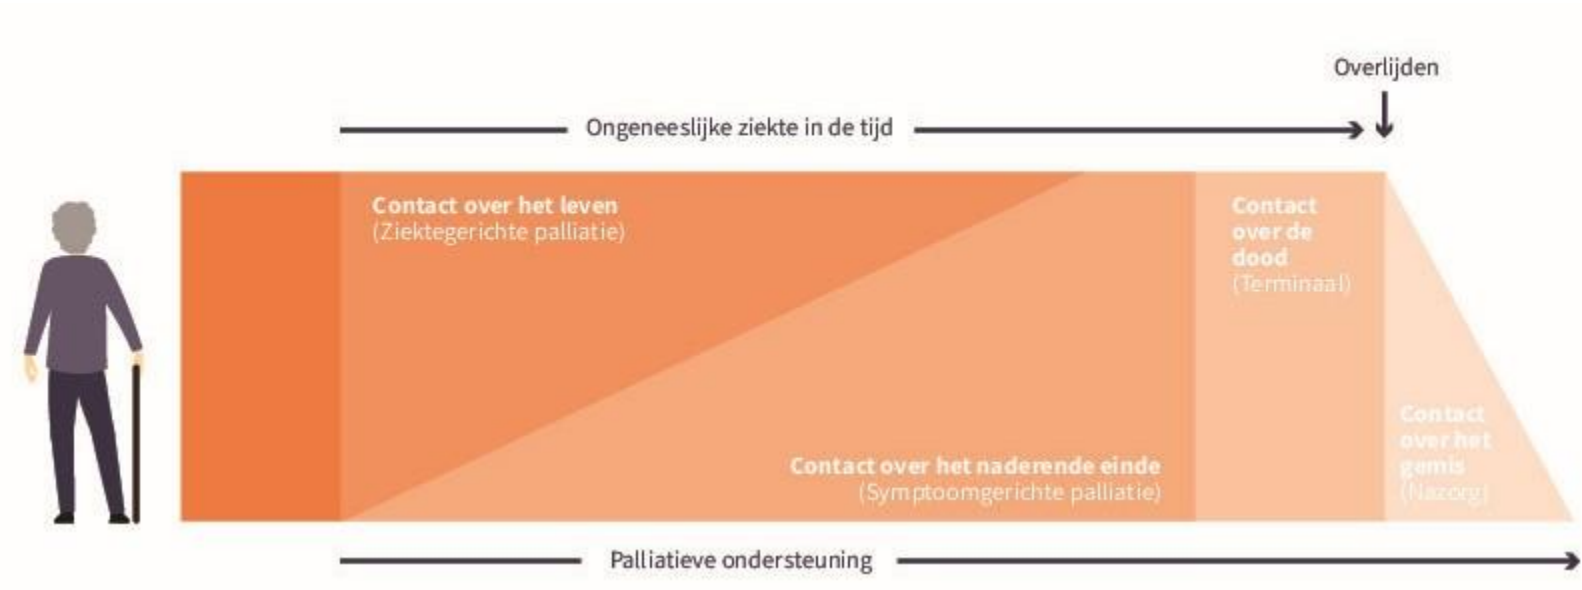 Overlijden
Ongeneeslijke ziekte in de tijd
Contact over het leven
(Ziektegerichte palliatie)
Contact
over de
dood
(Terminaal)
Contact over het naderende einde
(Symptoomgerichte palliatie)
Contact
over het
gemis
(Nazorg)
Palliatieve ondersteuning